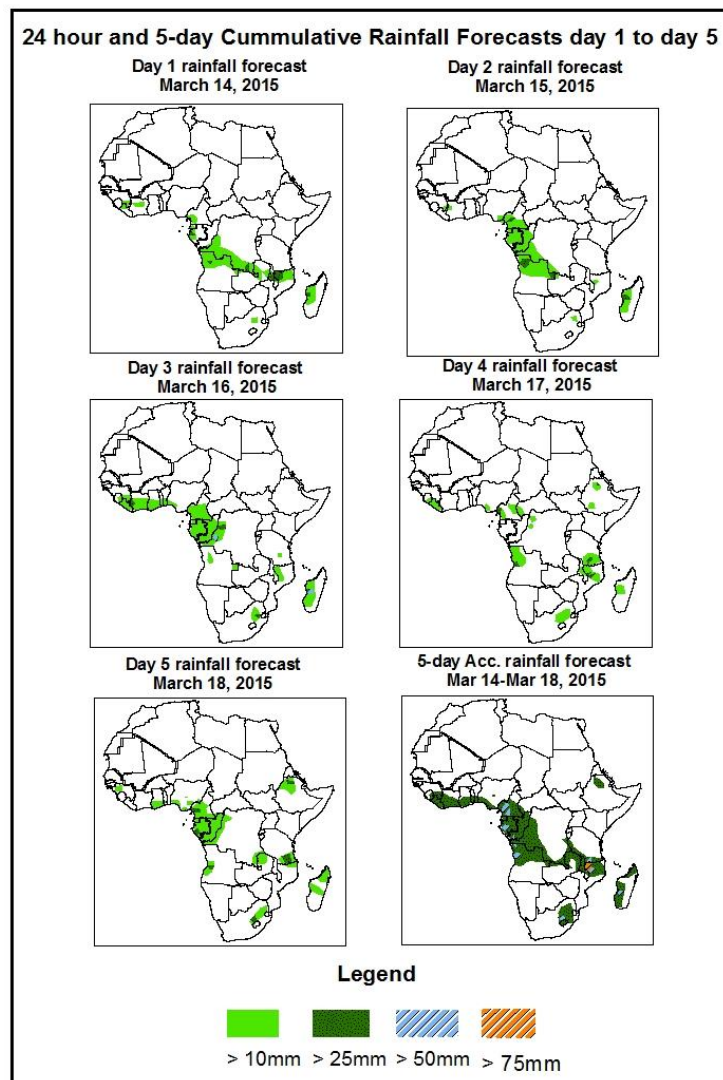 24 hour and 5-day Cummulative Rainfall Forecasts day 1 to day 5
Day 1 rainfall forecast
March 14, 2015
Day 2 rainfall forecast
March 15, 2015
Day 3 rainfall forecast
March 16, 2015
Day 4 rainfall forecast
March 17, 2015
Day 5 rainfall forecast
March 18, 2015
5-day Acc. rainfall forecast
Mar 14-Mar 18, 2015
Legend
> 10mm > 25mm > 50mm > 75mm